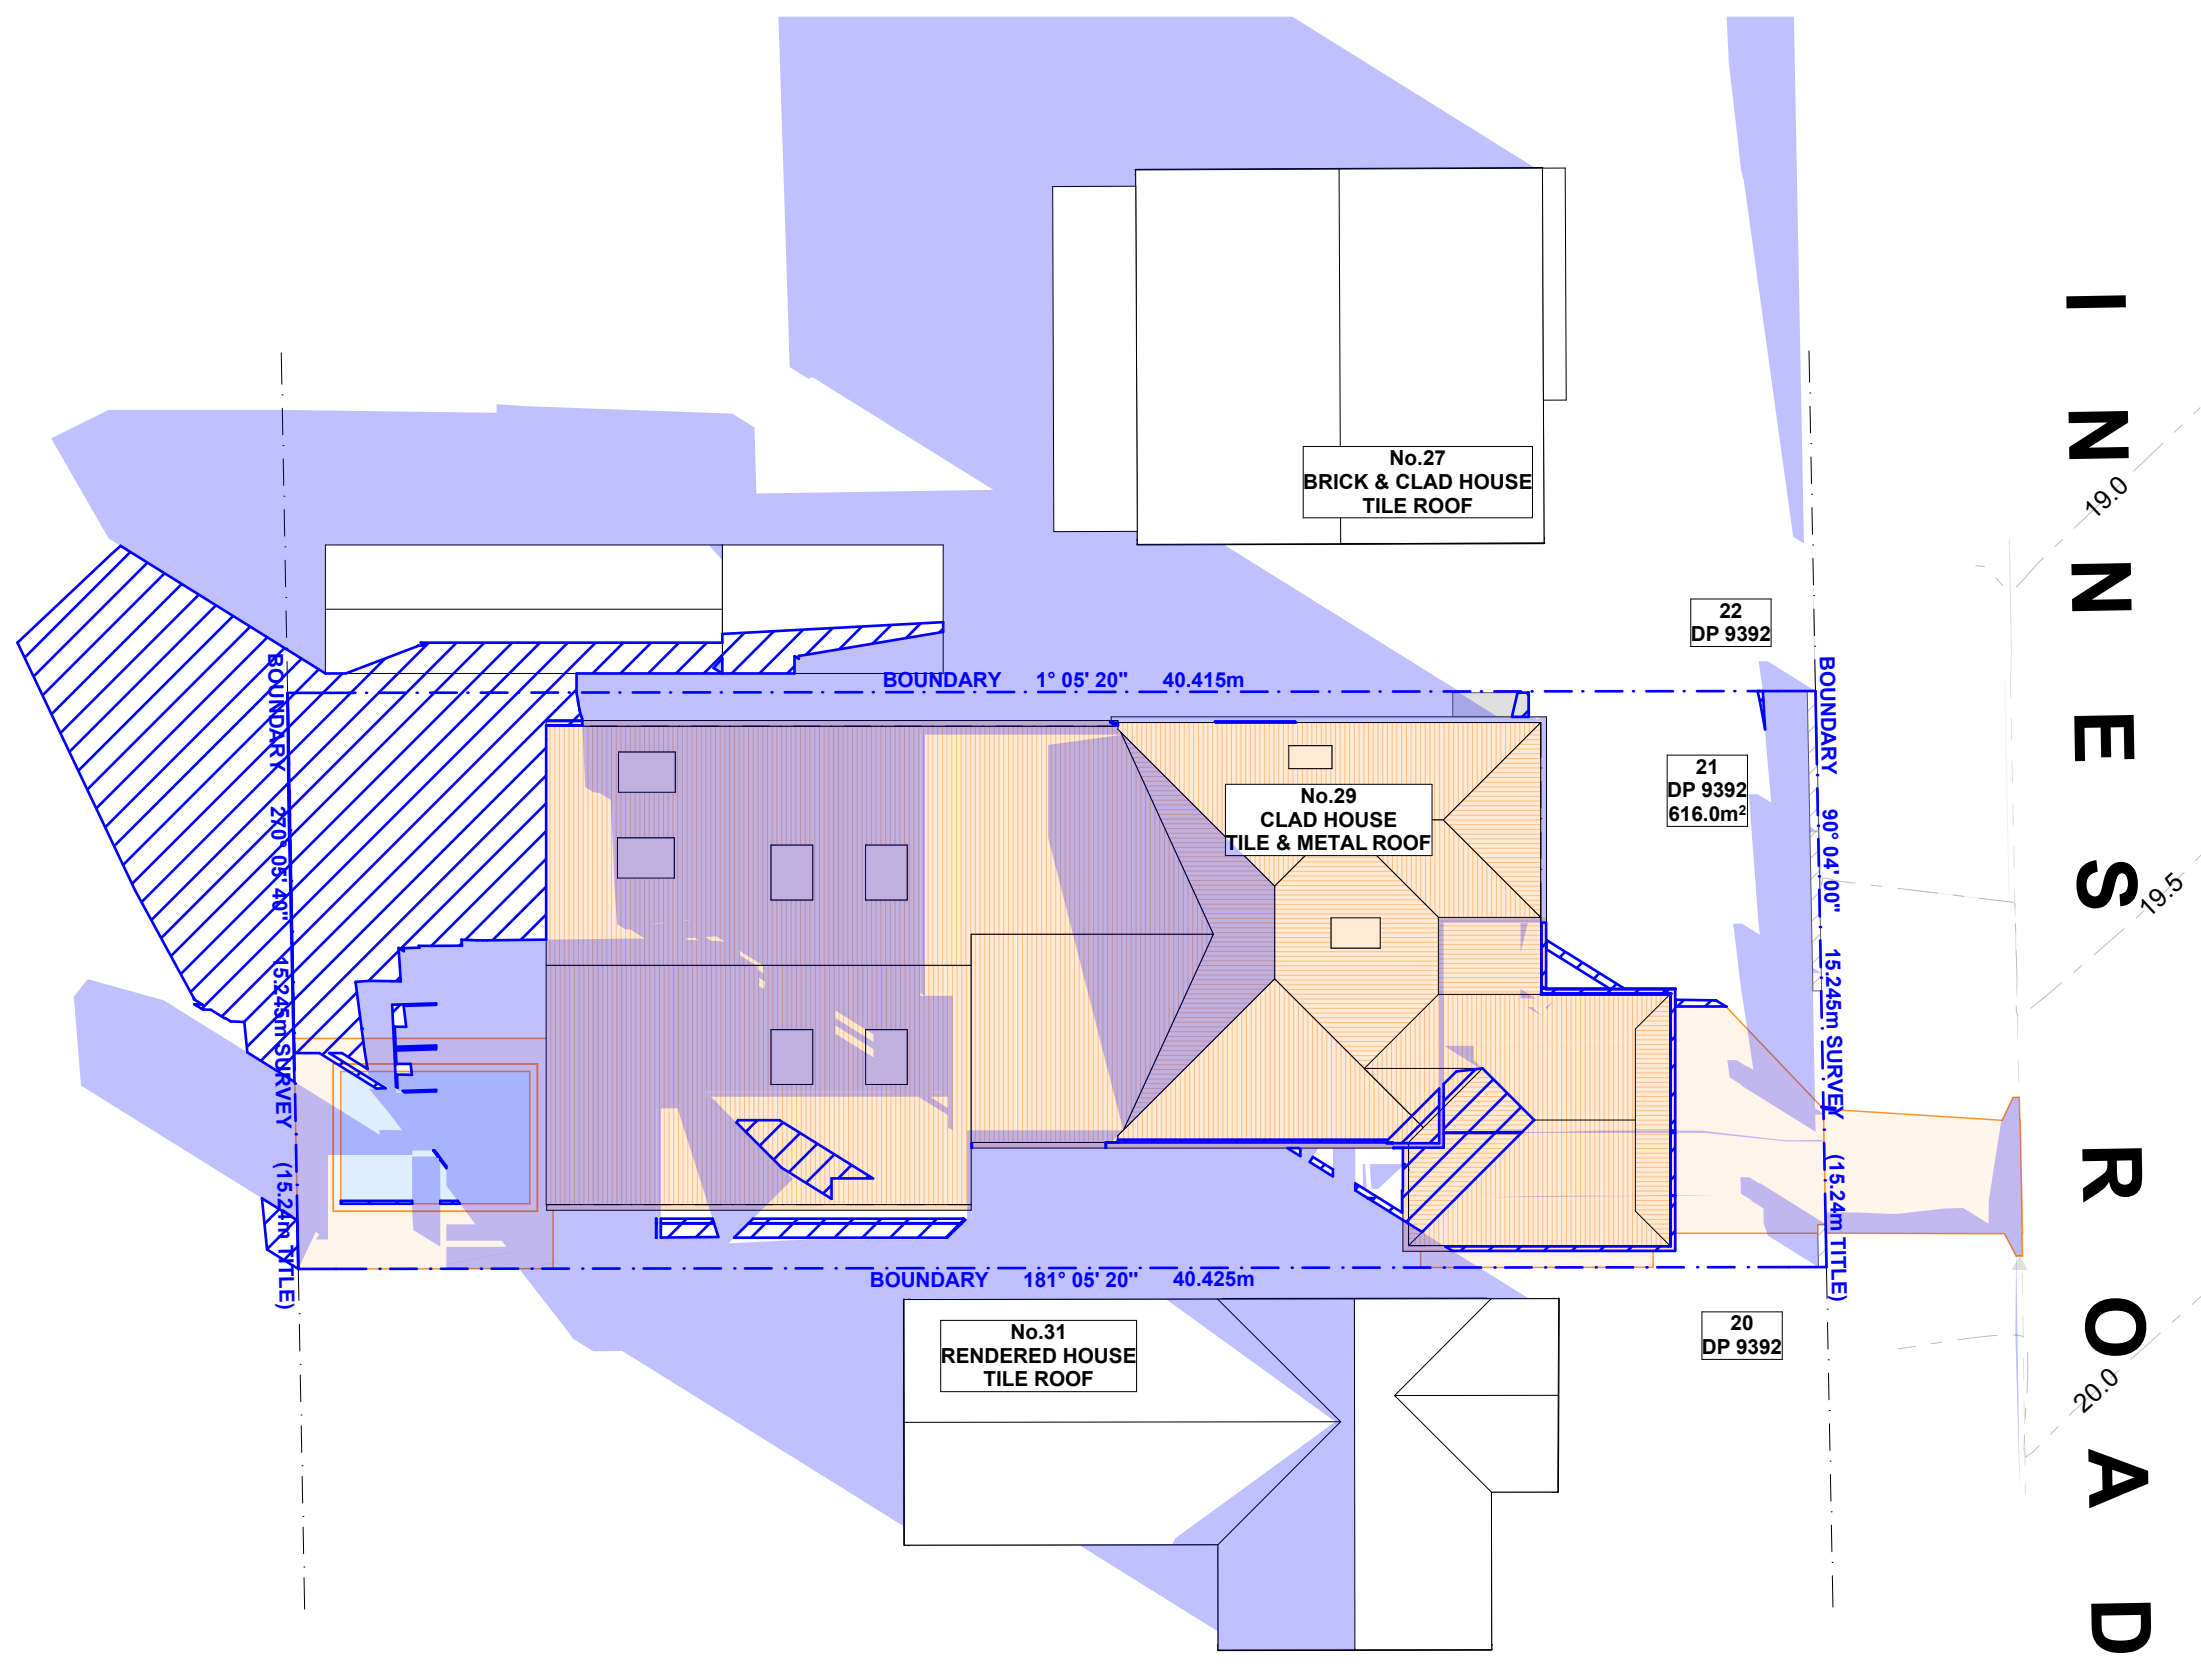 No.27
BRICK & CLAD HOUSE
TILE ROOF
19.0
22
DP 9392
BOUNDARY 1° 05' 20" 40.415m
BOUNDARY 270° 05' 40" 15.245m SURVEY (15.24m TITLE)
No.29
CLAD HOUSE
TILE & METAL ROOF
21
DP 9392
616.0m²
BOUNDARY 90° 04' 00" 15.245m SURVEY (15.24m TITLE)
19.5
BOUNDARY 181° 05' 20" 40.425m
No.31
RENDERED HOUSE
TILE ROOF
20
DP 9392
20.0
INNES ROAD